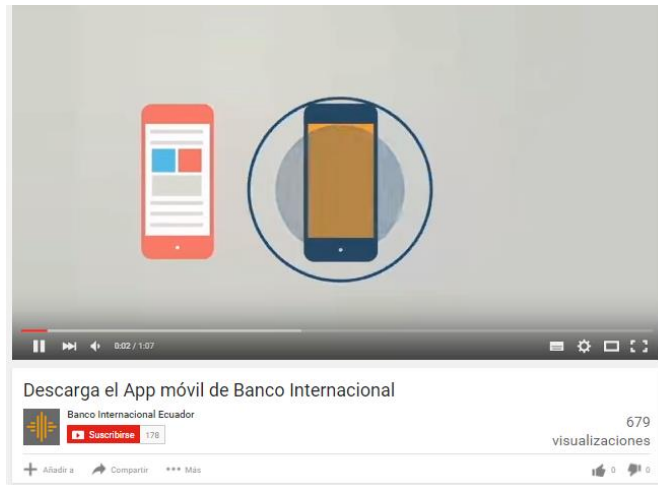 0:02 / 1:07
Descarga el App móvil de Banco Internacional
Banco Internacional Ecuador
Suscribirse 178
679
visualizaciones
Añadir a Compartir Más 0 0